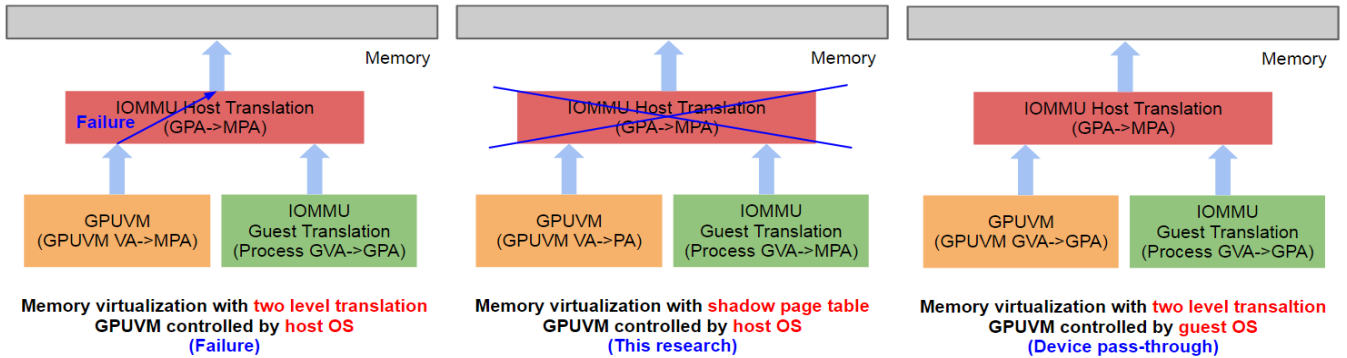 Memory
IOMMU Host Translation
(GPA->MPA)
Failure
GPUVM
(GPUVM VA->MPA)
IOMMU
Guest Translation
(Process GVA->GPA)
Memory virtualization with two level translation
GPUVM controlled by host OS
(Failure)
Memory
IOMMU Host Translation
(GPA->MPA)
GPUVM
(GPUVM VA->PA)
IOMMU
Guest Translation
(Process GVA->MPA)
Memory virtualization with shadow page table
GPUVM controlled by host OS
(This research)
Memory
IOMMU Host Translation
(GPA->MPA)
GPUVM
(GPUVM GVA->GPA)
IOMMU
Guest Translation
(Process GVA->GPA)
Memory virtualization with two level transaltion
GPUVM controlled by guest OS
(Device pass-through)